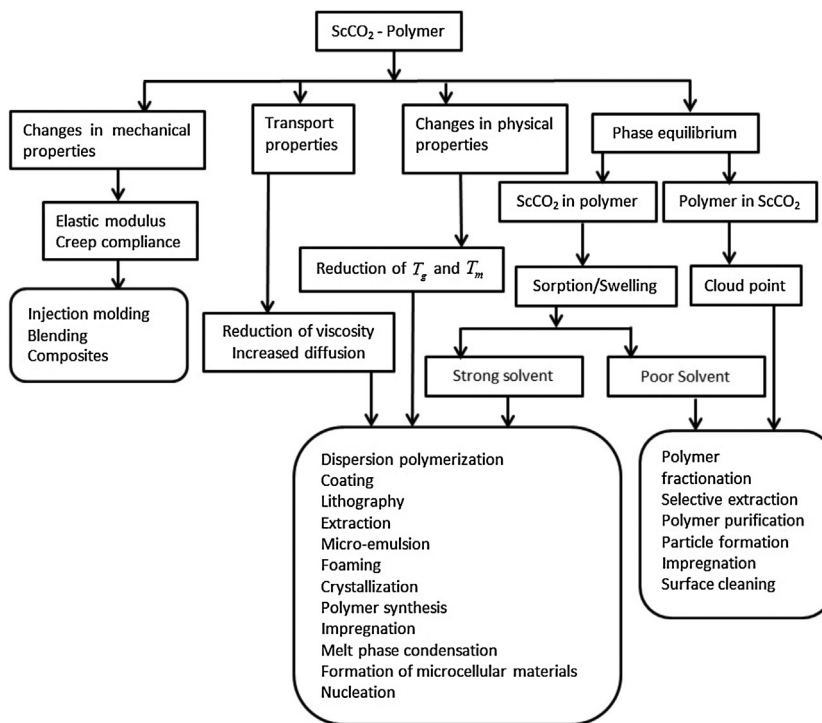 ScCO₂ - Polymer
Changes in mechanical
properties
Transport
properties
Changes in physical
properties
Phase equilibrium
ScCO₂ in polymer
Polymer in ScCO₂
Elastic modulus
Creep compliance
Reduction of T_g and T_m
Sorption/Swelling
Cloud point
Injection molding
Blending
Composites
Reduction of viscosity
Increased diffusion
Strong solvent
Poor Solvent
Dispersion polymerization
Coating
Lithography
Extraction
Micro-emulsion
Foaming
Crystallization
Polymer synthesis
Impregnation
Melt phase condensation
Formation of microcellular materials
Nucleation
Polymer
fractionation
Selective extraction
Polymer purification
Particle formation
Impregnation
Surface cleaning